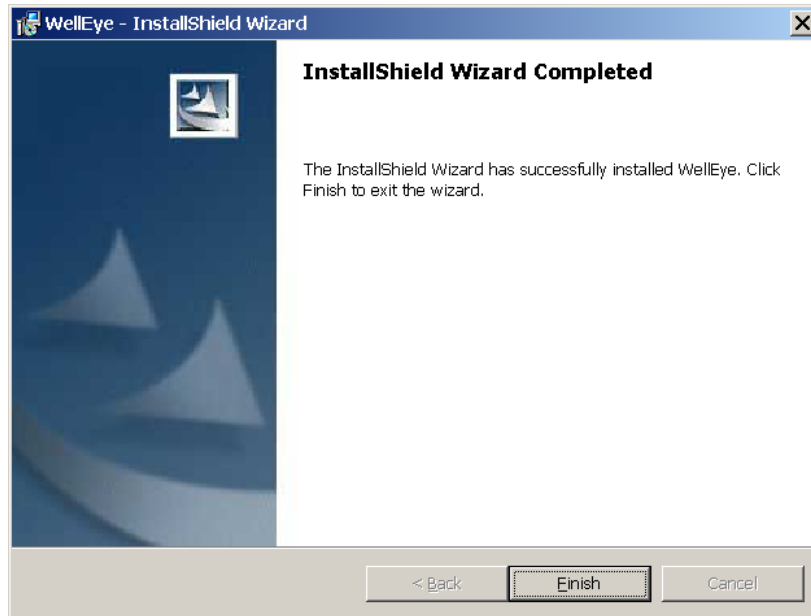 WellEye - InstallShield Wizard
InstallShield Wizard Completed
The InstallShield Wizard has successfully installed WellEye. Click
Finish to exit the wizard.
< Back
Finish
Cancel